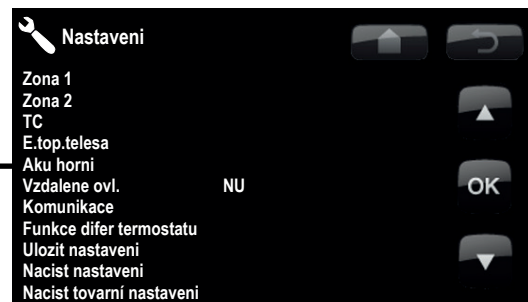 Nastaveni
Zona 1
Zona 2
TC
E.top.telesa
Aku horni
Vzdalene ovl. NU
OK
Komunikace
Funkce difer termostatu
Ulozit nastaveni
Nacist nastaveni
Nacist tovarní nastaveni